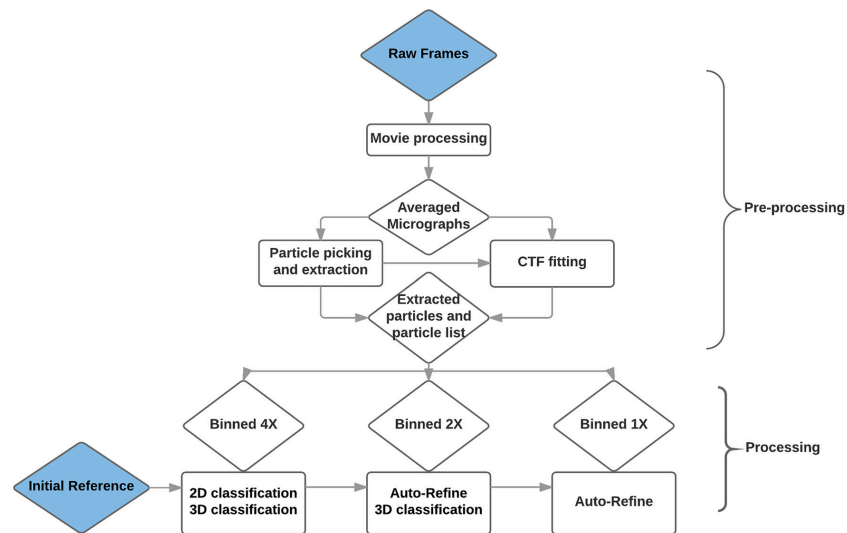 Raw Frames
Movie processing
Averaged
Micrographs
Pre-processing
Particle picking
and extraction
CTF fitting
Extracted
particles and
particle list
Binned 4X
Binned 2X
Binned 1X
Processing
Initial Reference
2D classification
3D classification
Auto-Refine
3D classification
Auto-Refine